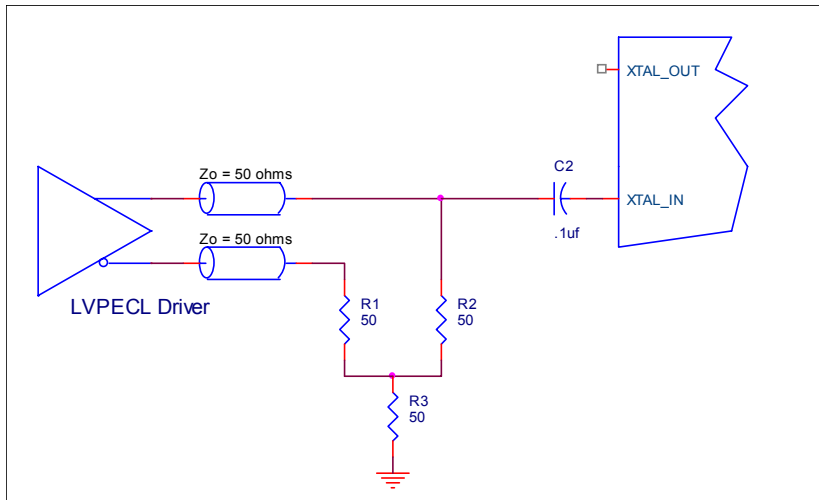 XTAL_OUT
Zo = 50 ohms
C2
XTAL_IN
.1uf
Zo = 50 ohms
LVPECL Driver
R1
50
R2
50
R3
50